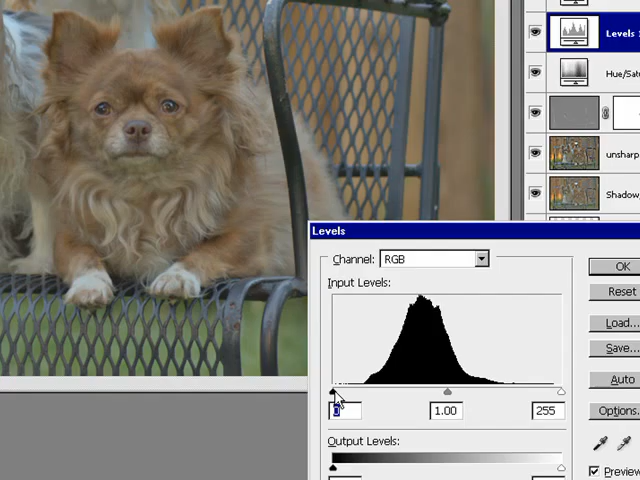 Levels 
Hue/Sat
unsharp
Shadow,
Levels
Channel: RGB
OK
Input Levels:
Reset
Load...
Save...
Auto
0 1.00 255
Options.
Output Levels:
Preview